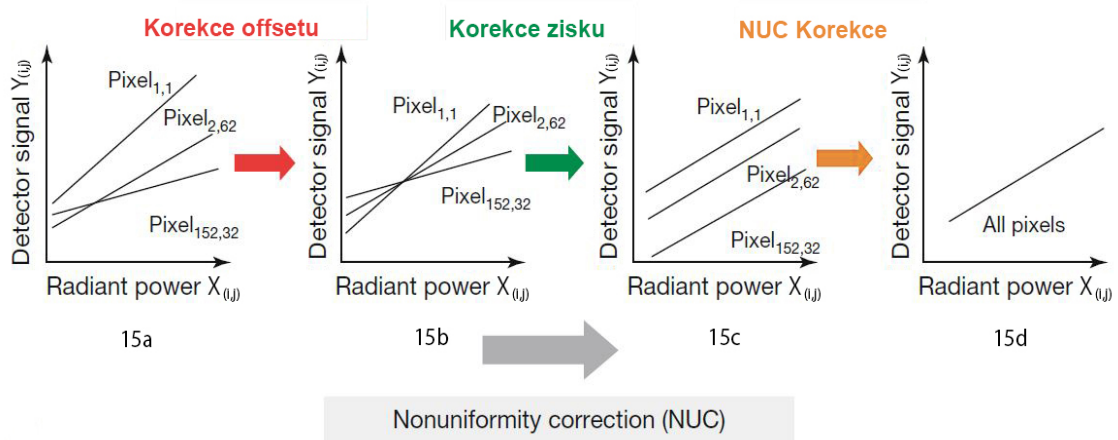 Korekce offsetu
Korekce zisku
NUC Korekce
Detector signal Y(i,j)
Pixel1,1
Pixel2,62
Pixel152,32
Radiant power X(i,j)
15a
Detector signal Y(i,j)
Pixel1,1
Pixel2,62
Pixel152,32
Radiant power X(i,j)
15b
Detector signal Y(i,j)
Pixel1,1
Pixel2,62
Pixel152,32
Radiant power X(i,j)
15c
Detector signal Y(i,j)
All pixels
Radiant power X(i,j)
15d
Nonuniformity correction (NUC)